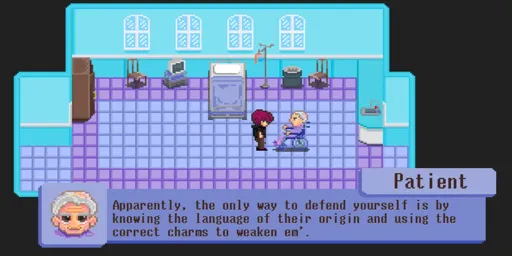 Patient
Apparently, the only way to defend yourself is by
knowing the language of their origin and using the
correct charms to weaken em'.